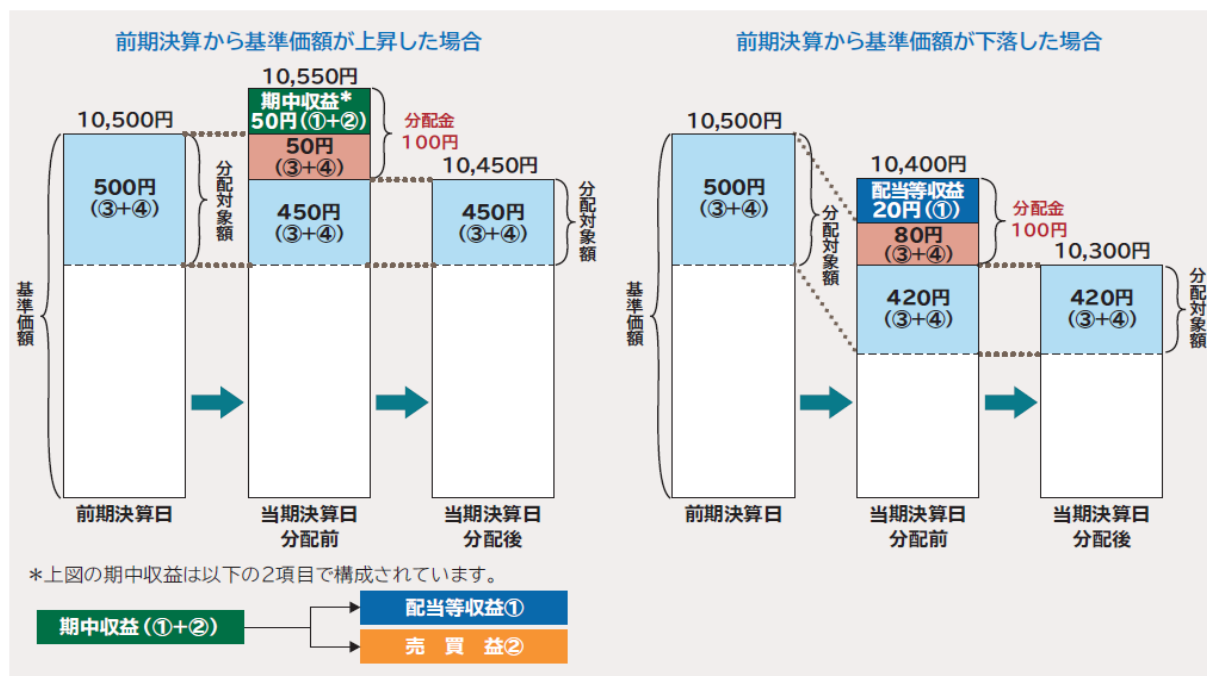 前期決算から基準価額が上昇した場合
10,500円
500円
(③+④)
分配対象額
基準価額
前期決算日
10,550円
期中収益*
50円(①+②)
50円
(③+④)
450円
(③+④)
分配金
100円
当期決算日
分配前
10,450円
450円
(③+④)
分配対象額
当期決算日
分配後
前期決算から基準価額が下落した場合
10,500円
500円
(③+④)
分配対象額
基準価額
前期決算日
10,400円
配当等収益
20円(①)
80円
(③+④)
420円
(③+④)
分配金
100円
当期決算日
分配前
10,300円
420円
(③+④)
分配対象額
当期決算日
分配後
*上図の期中収益は以下の2項目で構成されています。
期中収益(①+②)
配当等収益①
売 買 益②